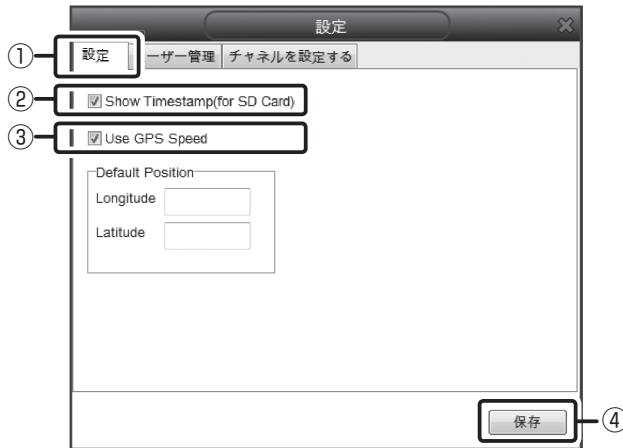 設定
① 設定 ーザー管理 チャネルを設定する
② Show Timestamp(for SD Card)
③ Use GPS Speed
Default Position
Longitude
Latitude
保存 ④